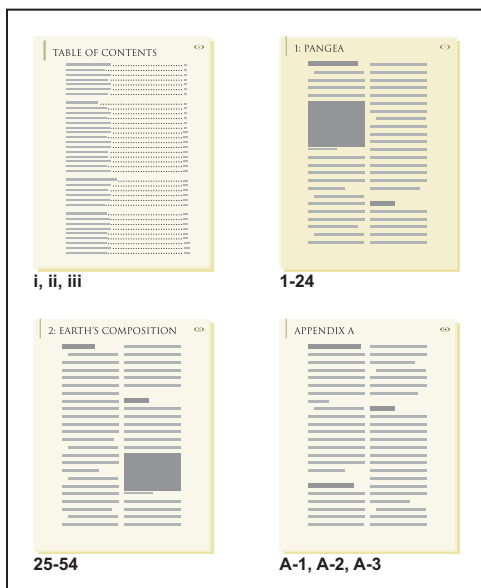 TABLE OF CONTENTS
i, ii, iii
1: PANGEA
1-24
2: EARTH'S COMPOSITION
25-54
APPENDIX A
A-1, A-2, A-3